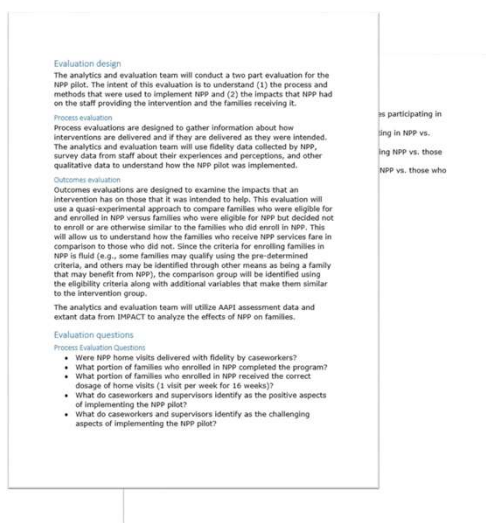 Evaluation design
The analytics and evaluation team will conduct a two part evaluation for the
NPP pilot. The intent of this evaluation is to understand (1) the process and
methods that were used to implement NPP and (2) the impacts that NPP had
on the staff providing the intervention and the families receiving it.
Process evaluation
Process evaluations are designed to gather information about how
interventions are delivered and if they are delivered as they were intended.
The analytics and evaluation team will use fidelity data collected by NPP,
survey data from staff about their experiences and perceptions, and other
qualitative data to understand how the NPP pilot was implemented.
Outcomes evaluation
Outcomes evaluations are designed to examine the impacts that an
intervention has on those that it was intended to help. This evaluation will
use a quasi-experimental approach to compare families who were eligible for
and enrolled in NPP versus families who were eligible for NPP but decided not
to enroll or are otherwise similar to the families who did enroll in NPP. This
will allow us to understand how the families who receive NPP services fare in
comparison to those who did not. Since the criteria for enrolling families in
NPP is fluid (e.g., some families may qualify using the pre-determined
criteria, and others may be identified through other means as being a family
that may benefit from NPP), the comparison group will be identified using
the eligibility criteria along with additional variables that make them similar
to the intervention group.
The analytics and evaluation team will utilize AAPI assessment data and
extant data from IMPACT to analyze the effects of NPP on families.
Evaluation questions
Process Evaluation Questions
• Were NPP home visits delivered with fidelity by caseworkers?
• What portion of families who enrolled in NPP completed the program?
• What portion of families who enrolled in NPP received the correct
dosage of home visits (1 visit per week for 16 weeks)?
• What do caseworkers and supervisors identify as the positive aspects
of implementing the NPP pilot?
• What do caseworkers and supervisors identify as the challenging
aspects of implementing the NPP pilot?
es participating in
ing in NPP vs.
ing NPP vs. those
NPP vs. those who